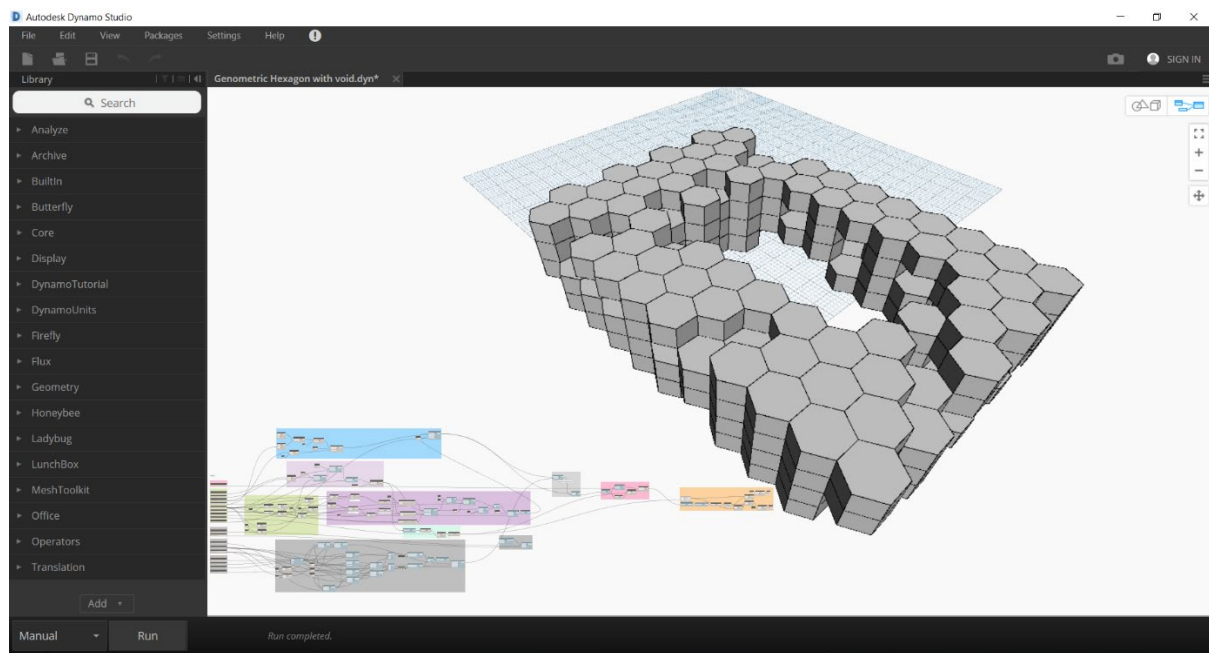 Autodesk Dynamo Studio
File Edit View Packages Settings Help
SIGN IN
Library Genometric Hexagon with void.dyn*
Search
Analyze
Archive
BuiltIn
Butterfly
Core
Display
DynamoTutorial
DynamoUnits
Firefly
Flux
Geometry
Honeybee
Ladybug
LunchBox
MeshToolkit
Office
Operators
Translation
Add
Manual Run Run completed.